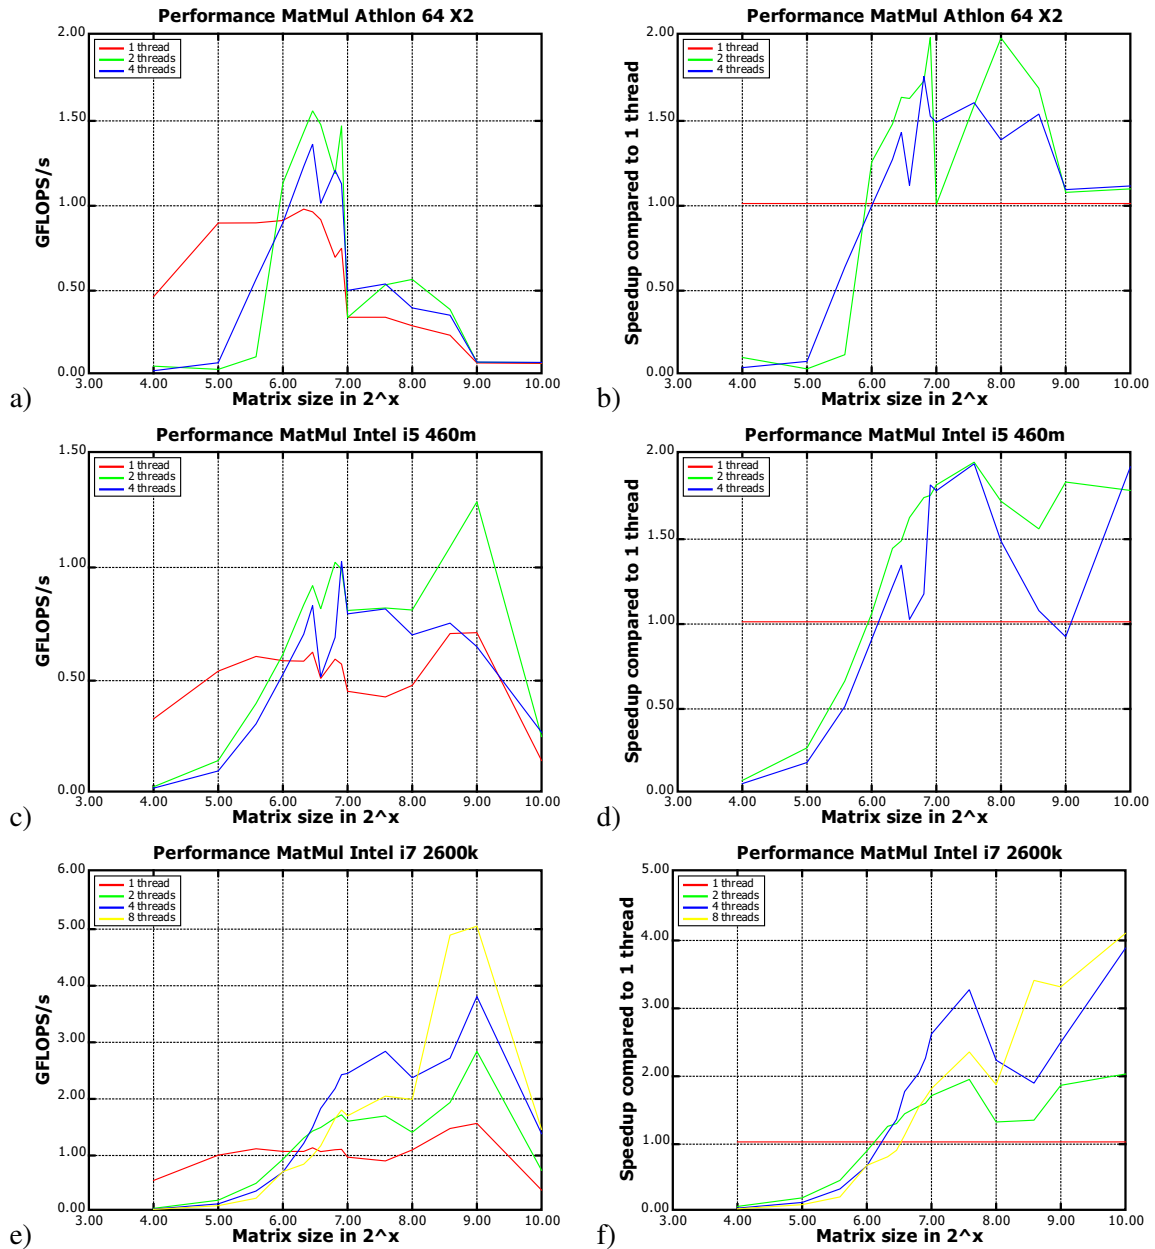 Performance MatMul Athlon 64 X2
2.00
1.50
1.00
0.50
0.00
1 thread
2 threads
4 threads
GFLOPS/s
3.00 4.00 5.00 6.00 7.00 8.00 9.00 10.00
Matrix size in 2^x
a)
Performance MatMul Athlon 64 X2
2.00
1.50
1.00
0.50
0.00
1 thread
2 threads
4 threads
Speedup compared to 1 thread
3.00 4.00 5.00 6.00 7.00 8.00 9.00 10.00
Matrix size in 2^x
b)
Performance MatMul Intel i5 460m
1.50
1.00
0.50
0.00
1 thread
2 threads
4 threads
GFLOPS/s
3.00 4.00 5.00 6.00 7.00 8.00 9.00 10.00
Matrix size in 2^x
c)
Performance MatMul Intel i5 460m
2.00
1.50
1.00
0.50
0.00
1 thread
2 threads
4 threads
Speedup compared to 1 thread
3.00 4.00 5.00 6.00 7.00 8.00 9.00 10.00
Matrix size in 2^x
d)
Performance MatMul Intel i7 2600k
6.00
5.00
4.00
3.00
2.00
1.00
0.00
1 thread
2 threads
4 threads
8 threads
GFLOPS/s
3.00 4.00 5.00 6.00 7.00 8.00 9.00 10.00
Matrix size in 2^x
e)
Performance MatMul Intel i7 2600k
5.00
4.00
3.00
2.00
1.00
0.00
1 thread
2 threads
4 threads
8 threads
Speedup compared to 1 thread
3.00 4.00 5.00 6.00 7.00 8.00 9.00 10.00
Matrix size in 2^x
f)